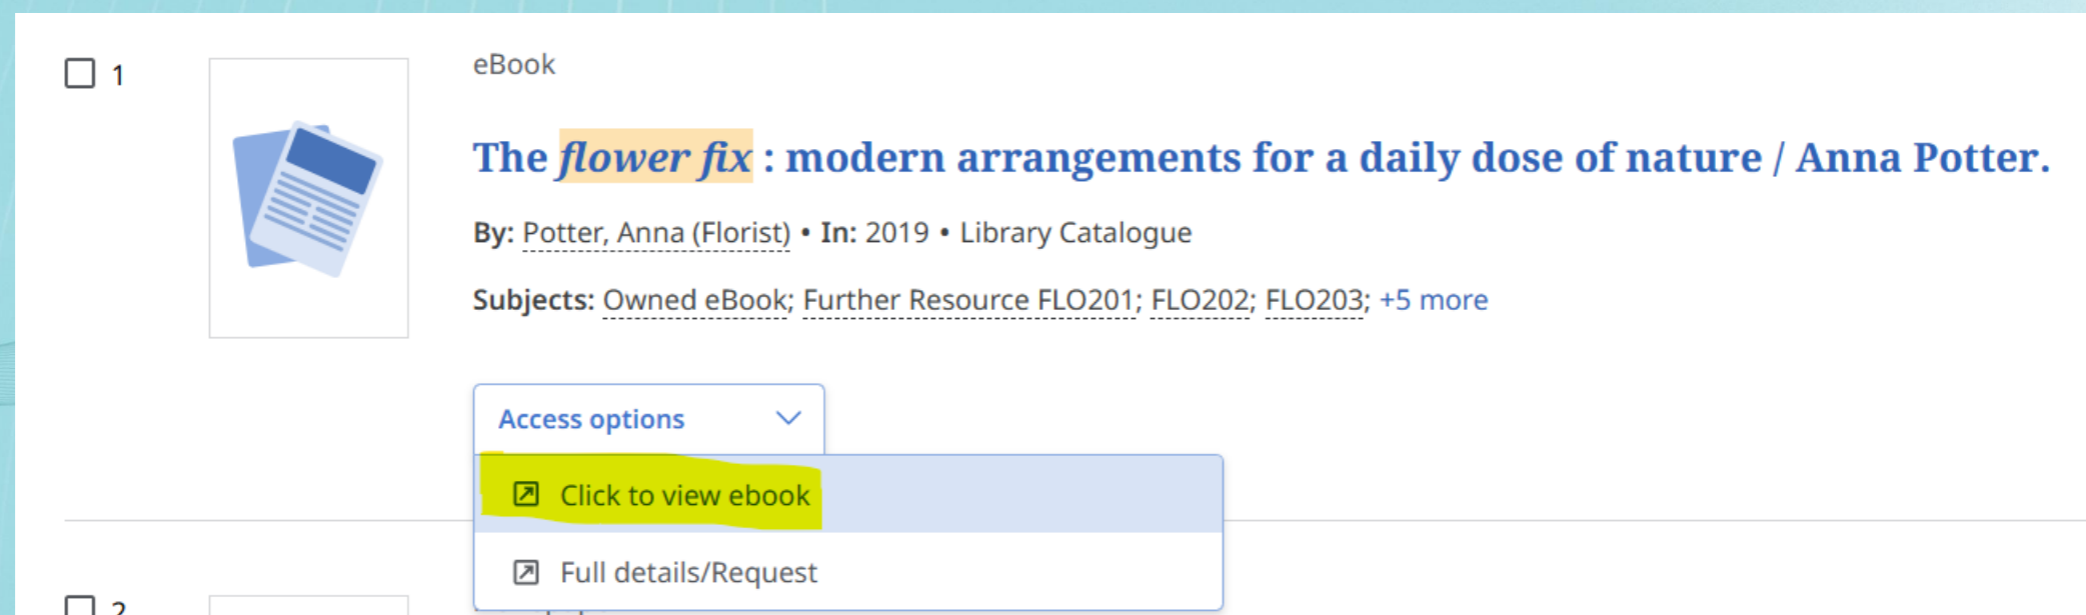 1
eBook
The flower fix : modern arrangements for a daily dose of nature / Anna Potter.
By: Potter, Anna (Florist) • In: 2019 • Library Catalogue
Subjects: Owned eBook; Further Resource FLO201; FLO202; FLO203; +5 more
Access options
Click to view ebook
Full details/Request
2